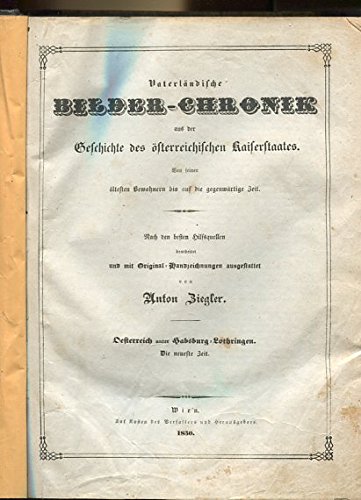 Vaterländische
BILDER-CHRONIK
aus der
Geschichte des österreichischen Kaiserstaates.
Von seinen
ältesten Bewohnern bis auf die gegenwärtige Zeit.
Nach den besten Hilfsquellen
bearbeitet
und mit Original-Handzeichnungen ausgestattet
von
Anton Ziegler.
Oesterreich unter Habsburg-Lothringen.
Die neueste Zeit.
Wien.
Auf Kosten des Verfassers und Herausgebers.
1850.